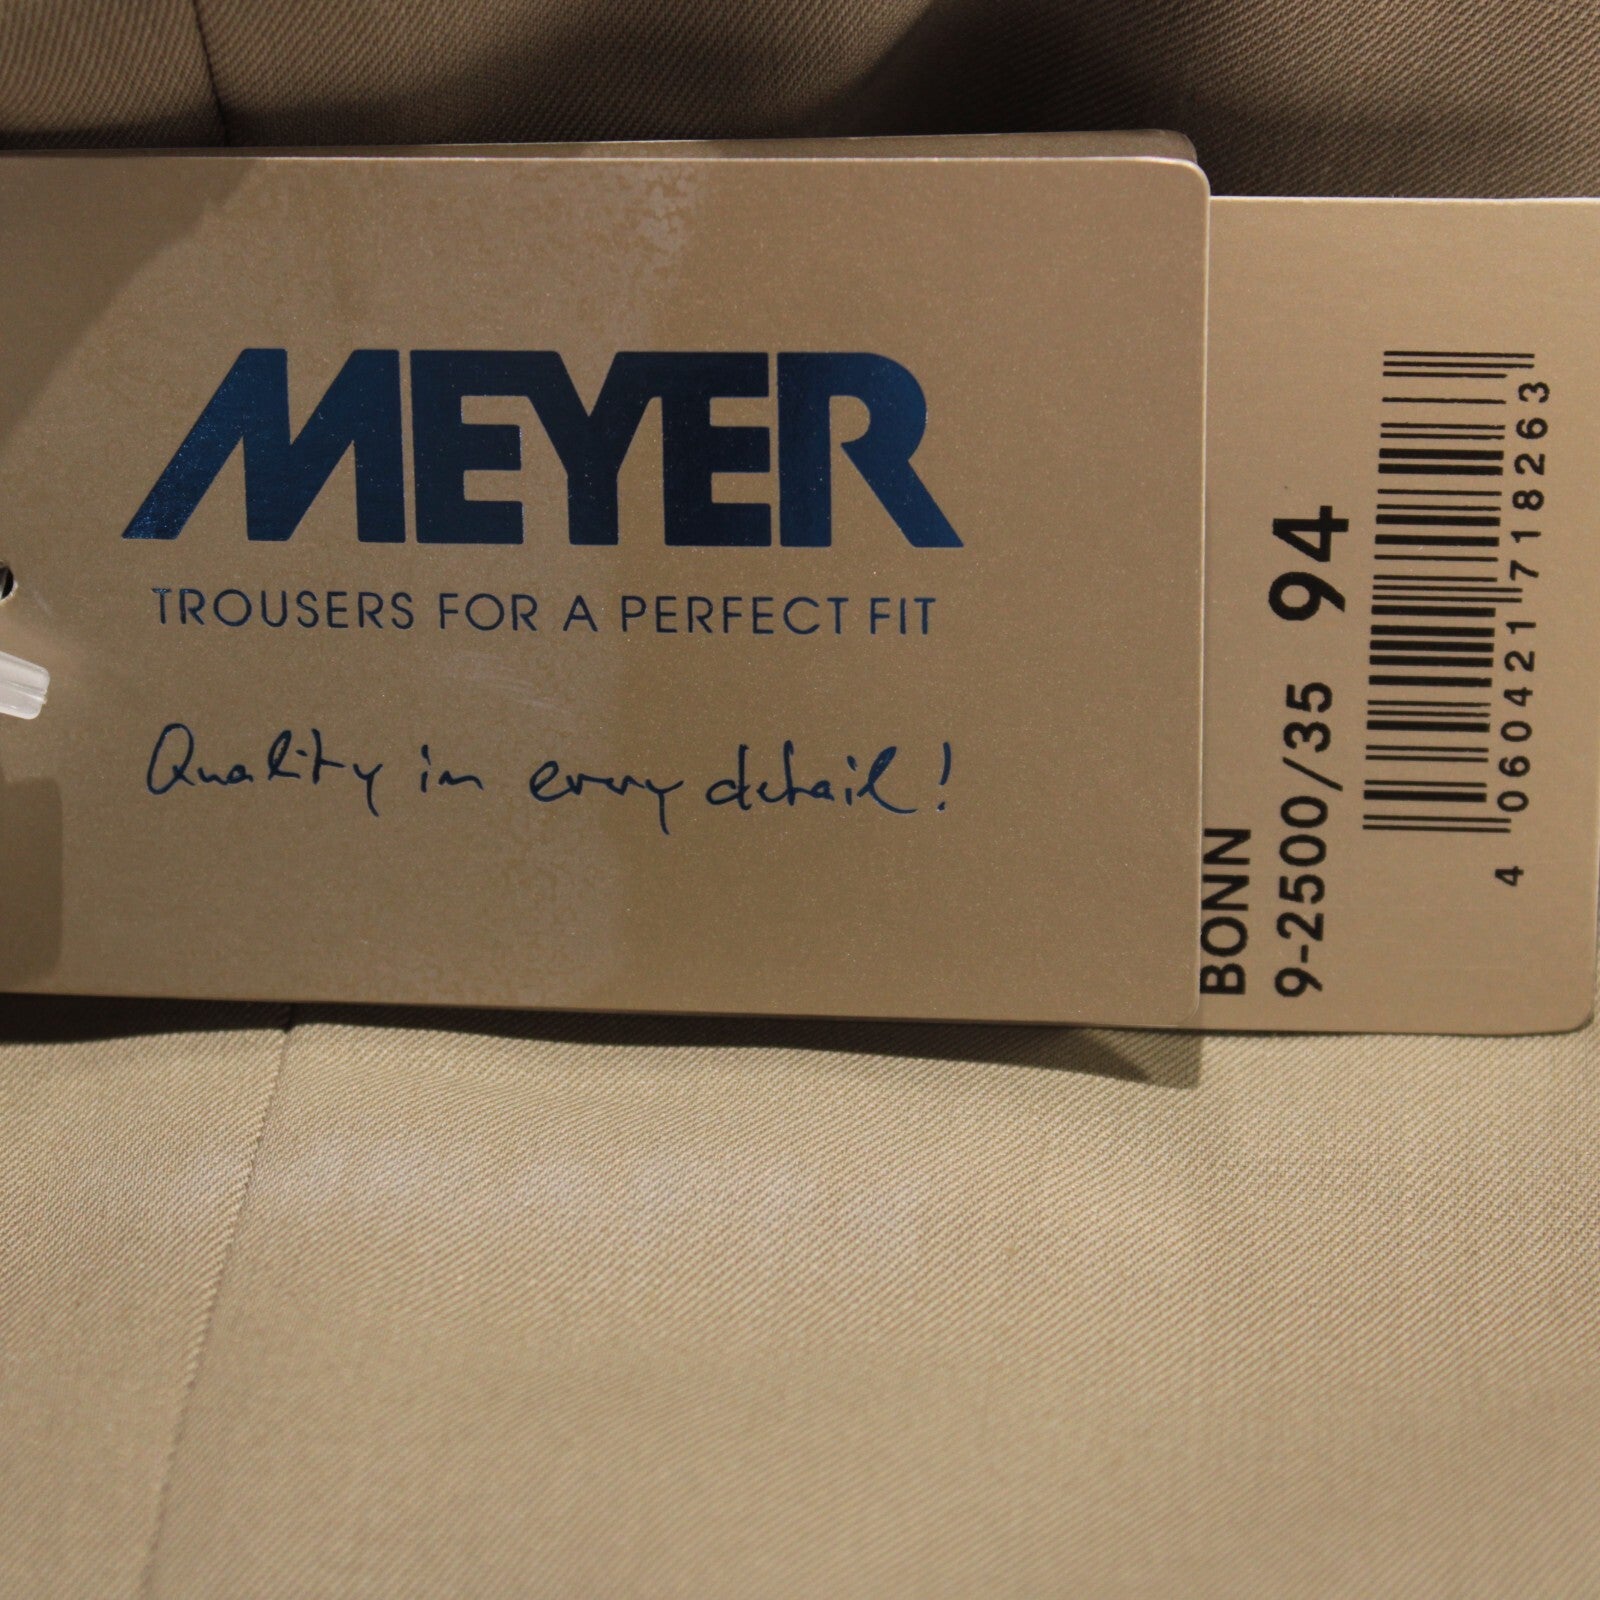 MEYER
TROUSERS FOR A PERFECT FIT
Quality in every detail!
BONN
9-2500/35 94
4 060421 718263